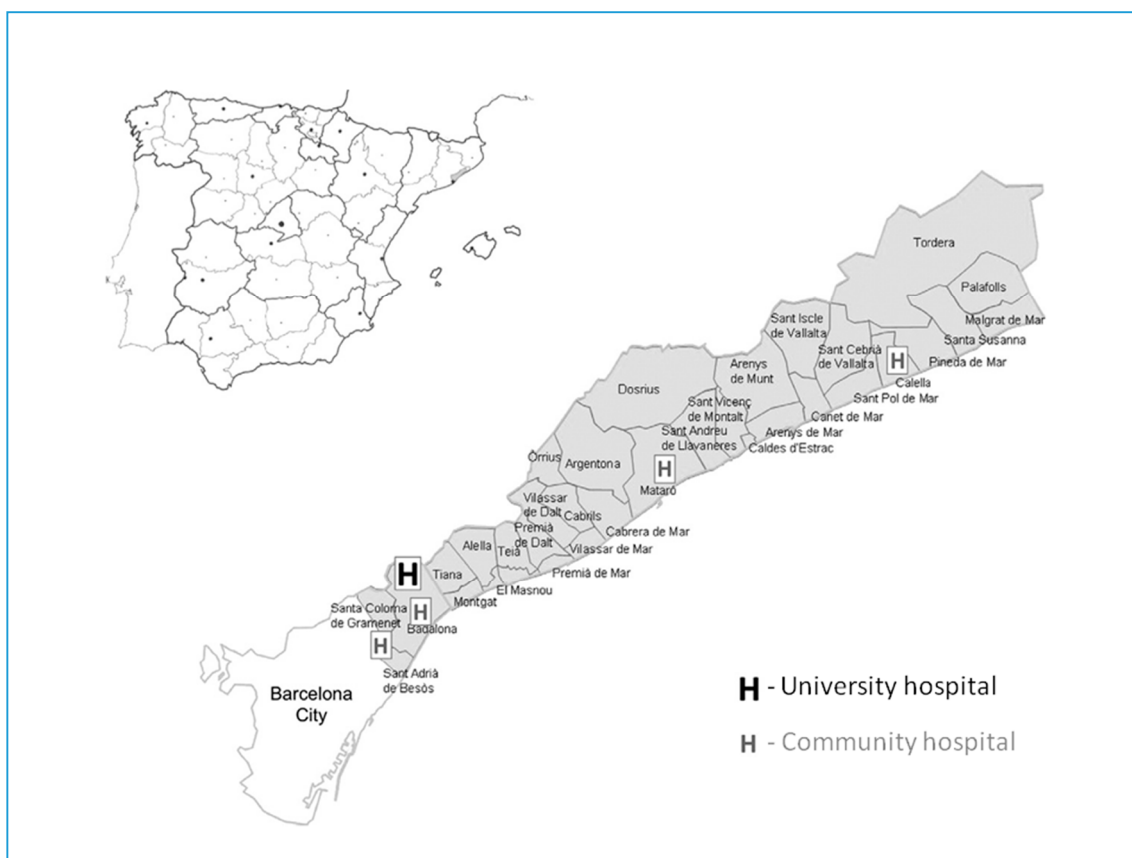 Tordera
Palafolls
Malgrat de Mar
Santa Susanna
Pineda de Mar
Sant Iscle
de Vallalta
Sant Cebrià
de Vallalta
H
Calella
Sant Pol de Mar
Canet de Mar
Arenys
de Munt
Arenys de Mar
Caldes d'Estrac
Dosrius
Sant Vicenç
de Montalt
Sant Andreu
de Llavaneres
H
Mataró
Òrrius
Argentona
Vilassar
de Dalt
Cabrils
Cabrera de Mar
Premià
de Dalt
Vilassar de Mar
Premià de Mar
Alella
Teià
El Masnou
Tiana
Montgat
H
H
Badalona
Santa Coloma
de Gramenet
H
Sant Adrià
de Besòs
Barcelona
City
H - University hospital
H - Community hospital